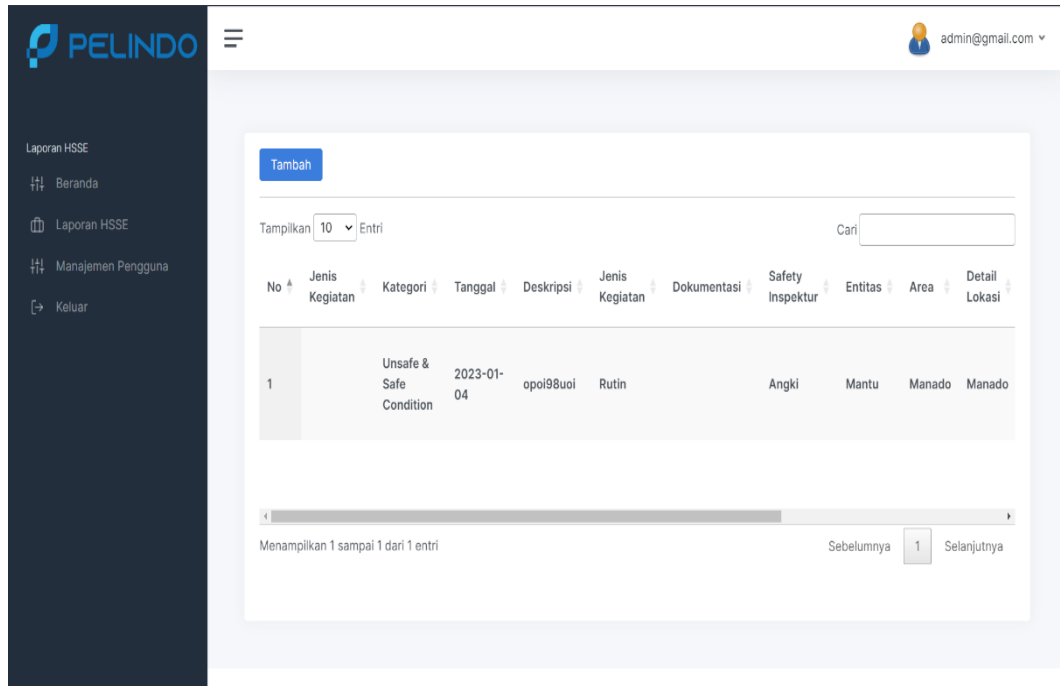 PELINDO
admin@gmail.com
Laporan HSSE
Beranda
Laporan HSSE
Manajemen Pengguna
Keluar
Tambah
Tampilkan 10 Entri
Cari
No Jenis Kegiatan Kategori Tanggal Deskripsi Jenis Kegiatan Dokumentasi Safety Inspektur Entitas Area Detail Lokasi
1 Unsafe & Safe Condition 2023-01-04 opoi98uoi Rutin Angki Mantu Manado Manado
Menampilkan 1 sampai 1 dari 1 entri
Sebelumnya 1 Selanjutnya